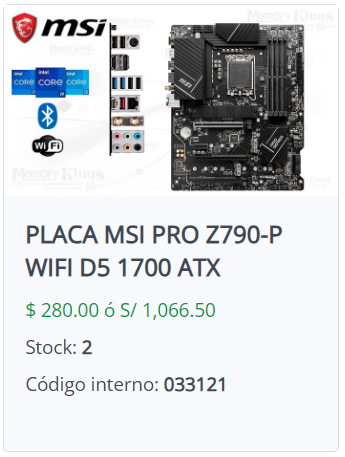 msi
Memory Kings
intel
CORE
i7
intel
CORE
i9
intel
CORE
i5
WiFi
Memory Kings
PLACA MSI PRO Z790-P
WIFI D5 1700 ATX
$ 280.00 ó S/ 1,066.50
Stock: 2
Código interno: 033121